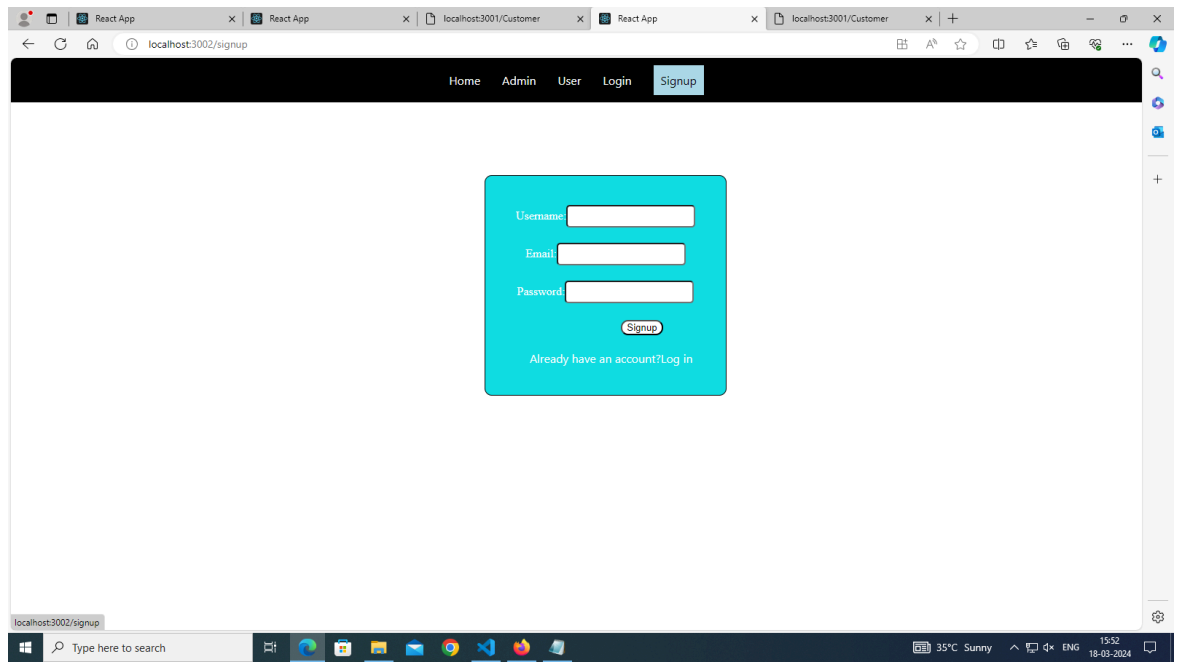 React App
React App
localhost:3001/Customer
React App
localhost:3001/Customer
localhost:3002/signup
Home Admin User Login Signup
Username:
Email:
Password:
Signup
Already have an account?Log in
localhost:3002/signup
Type here to search
35°C Sunny
ENG
15:52
18-03-2024